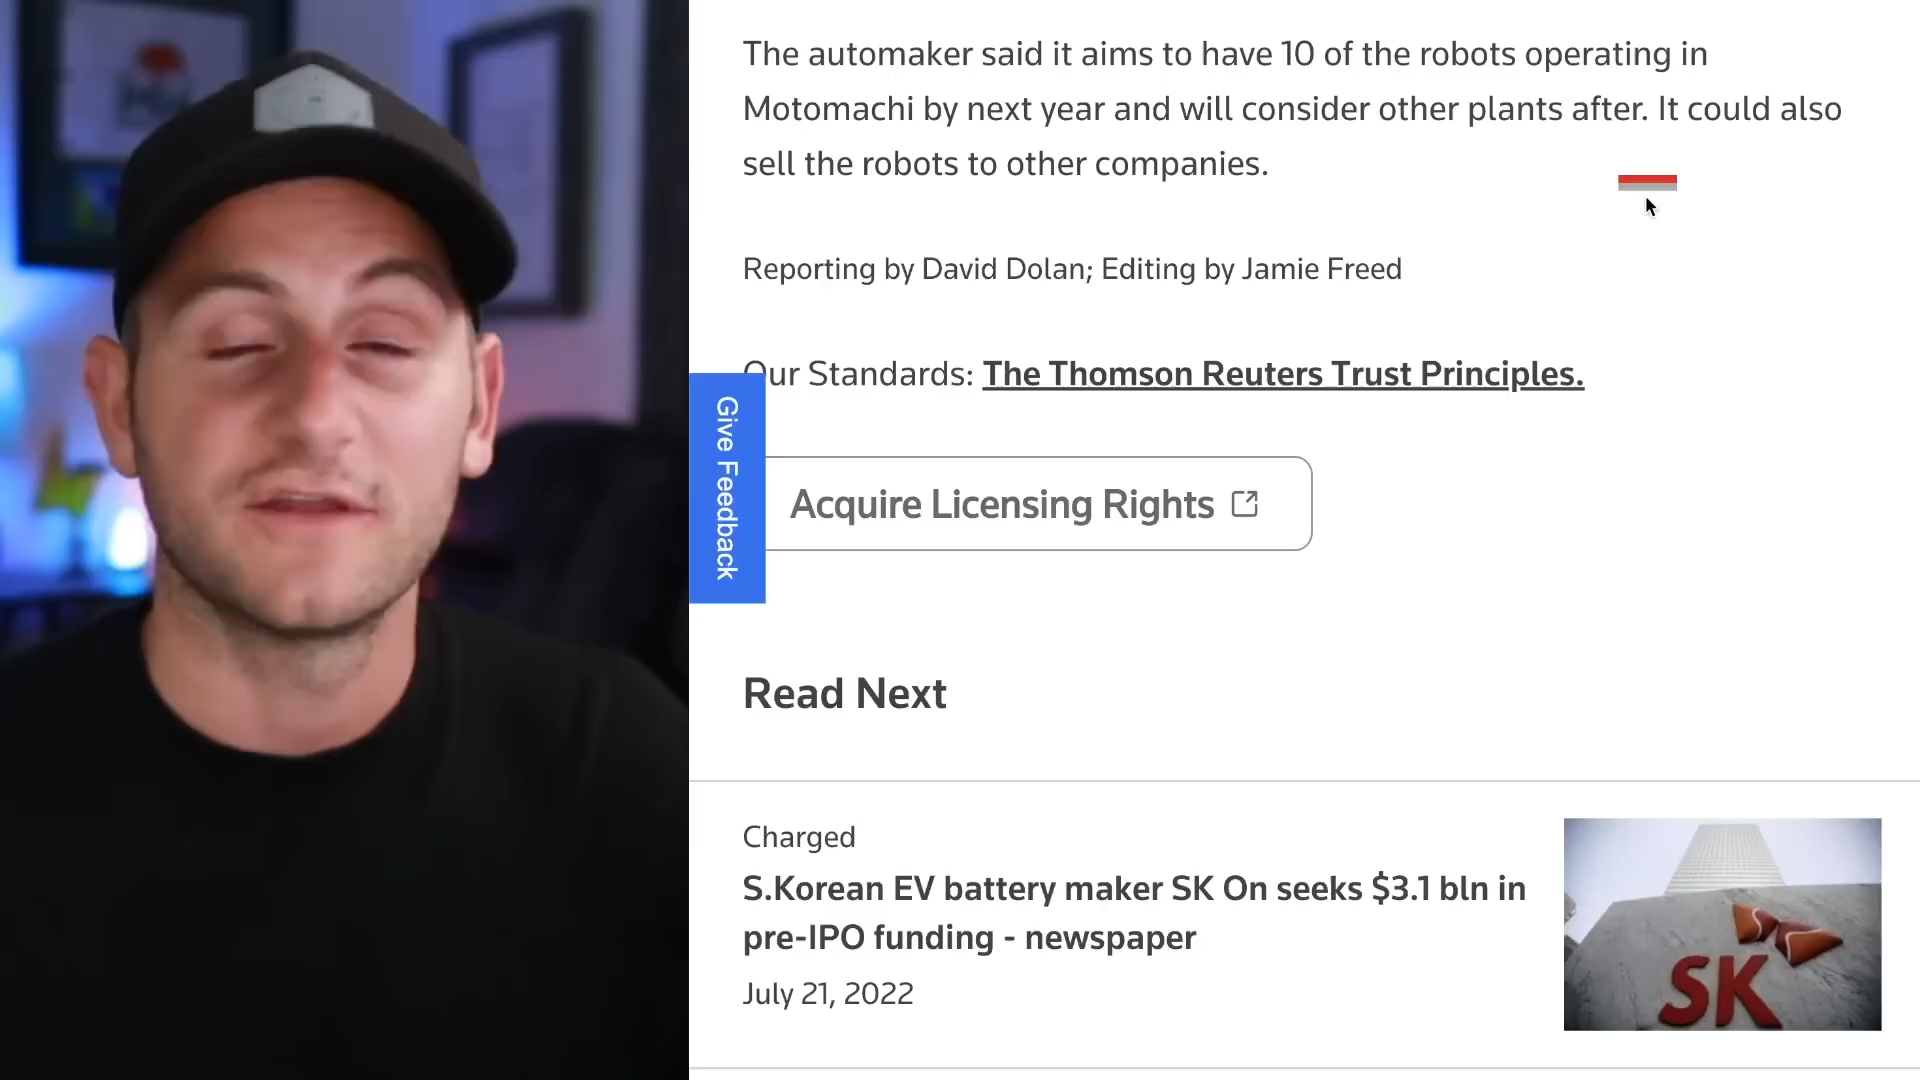 The automaker said it aims to have 10 of the robots operating in
Motomachi by next year and will consider other plants after. It could also
sell the robots to other companies.
Reporting by David Dolan; Editing by Jamie Freed
Our Standards: The Thomson Reuters Trust Principles.
Give Feedback
Acquire Licensing Rights
Read Next
Charged
S.Korean EV battery maker SK On seeks $3.1 bln in
pre-IPO funding - newspaper
July 21, 2022
SK